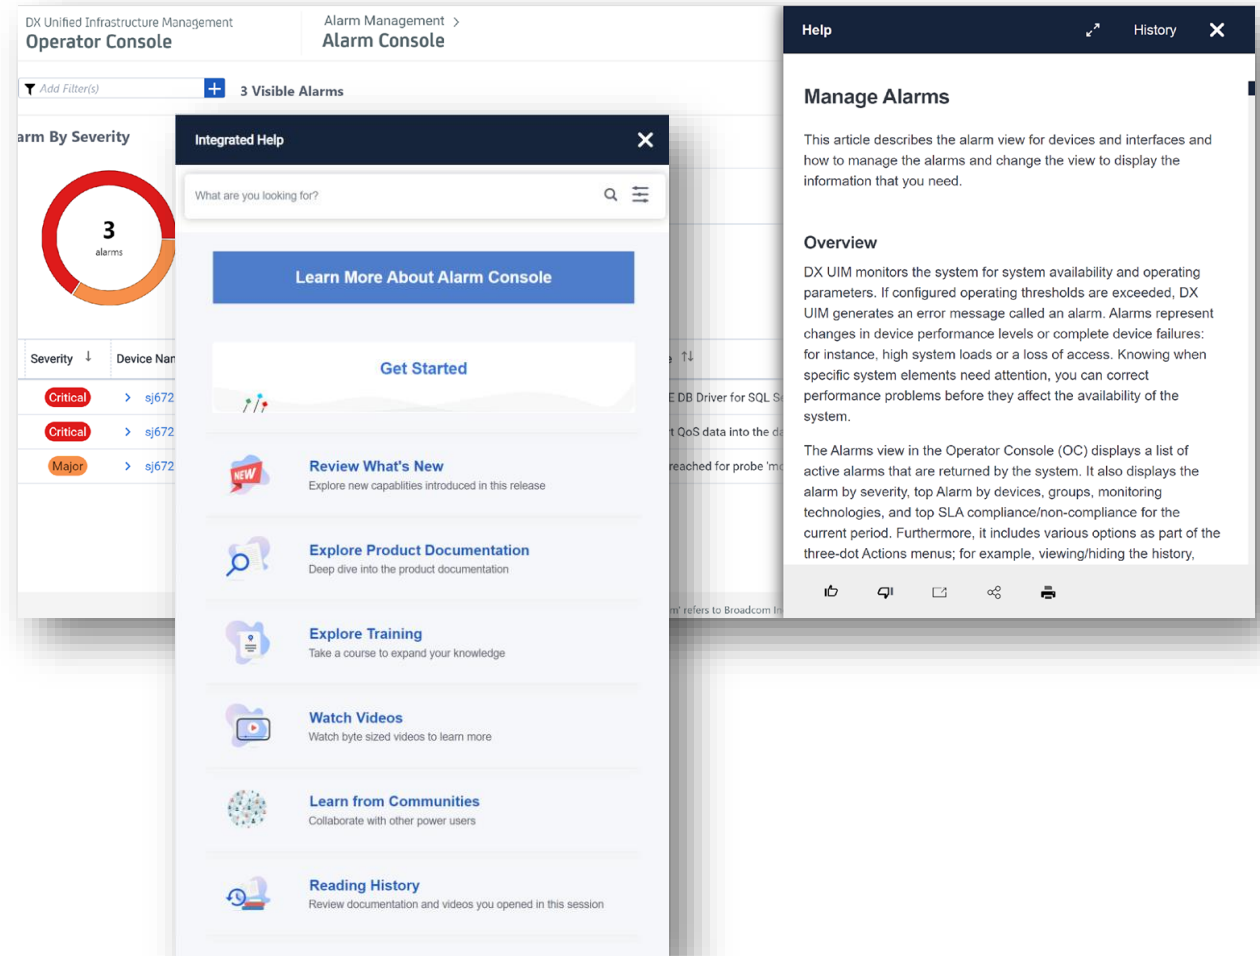 DX Unified Infrastructure Management
Operator Console
Alarm Management >
Alarm Console
Add Filter(s)
3 Visible Alarms
arm By Severity
3
alarms
Severity
Device Nar
Critical
sj672
E DB Driver for SQL S
Critical
sj672
t QoS data into the da
Major
sj672
reached for probe 'mo
m' refers to Broadcom In
Integrated Help
What are you looking for?
Learn More About Alarm Console
Get Started
NEW
Review What's New
Explore new capablities introduced in this release
Explore Product Documentation
Deep dive into the product documentation
Explore Training
Take a course to expand your knowledge
Watch Videos
Watch byte sized videos to learn more
Learn from Communities
Collaborate with other power users
Reading History
Review documentation and videos you opened in this session
Help
History
Manage Alarms
This article describes the alarm view for devices and interfaces and
how to manage the alarms and change the view to display the
information that you need.
Overview
DX UIM monitors the system for system availability and operating
parameters. If configured operating thresholds are exceeded, DX
UIM generates an error message called an alarm. Alarms represent
changes in device performance levels or complete device failures:
for instance, high system loads or a loss of access. Knowing when
specific system elements need attention, you can correct
performance problems before they affect the availability of the
system.
The Alarms view in the Operator Console (OC) displays a list of
active alarms that are returned by the system. It also displays the
alarm by severity, top Alarm by devices, groups, monitoring
technologies, and top SLA compliance/non-compliance for the
current period. Furthermore, it includes various options as part of the
three-dot Actions menus; for example, viewing/hiding the history,